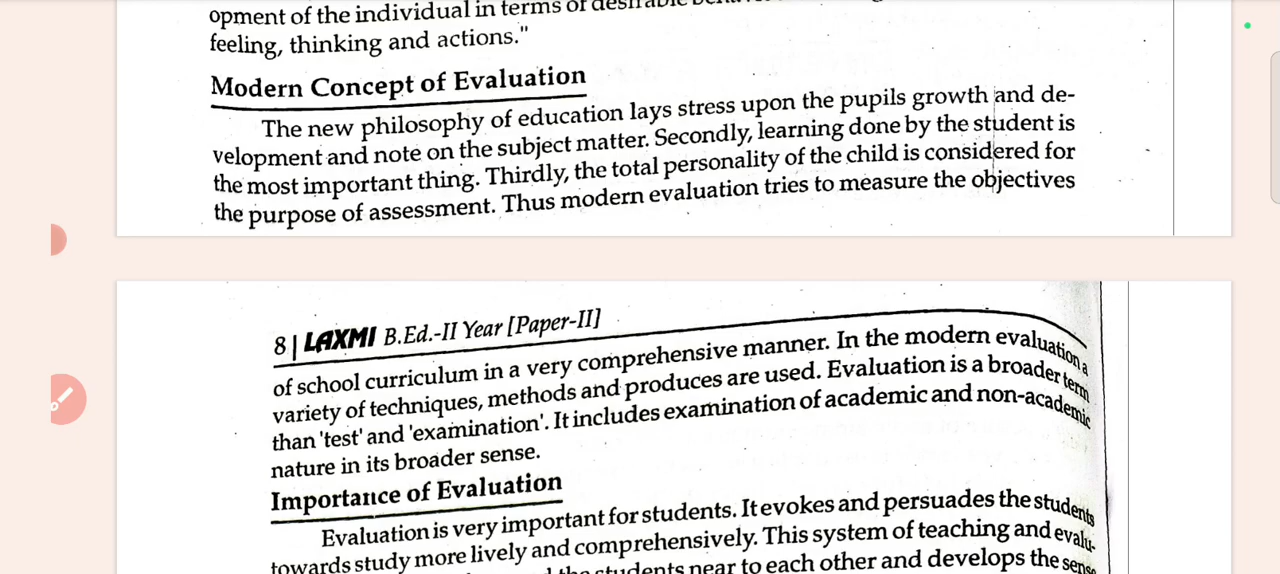 opment of the individual in terms of
feeling, thinking and actions."
Modern Concept of Evaluation
The new philosophy of education lays stress upon the pupils growth and de-
velopment and note on the subject matter. Secondly, learning done by the student is
the most important thing. Thirdly, the total personality of the child is considered for
the purpose of assessment. Thus modern evaluation tries to measure the objectives
8| LAXMI B.Ed.-II Year [Paper-II]
of school curriculum in a very comprehensive manner. In the modern evaluation a
variety of techniques, methods and produces are used. Evaluation is a broader term
than 'test' and 'examination'. It includes examination of academic and non-academic
nature in its broader sense.
Importance of Evaluation
Evaluation is very important for students. It evokes and persuades the students
towards study more lively and comprehensively. This system of teaching and evalu-
the students near to each other and develops the sense